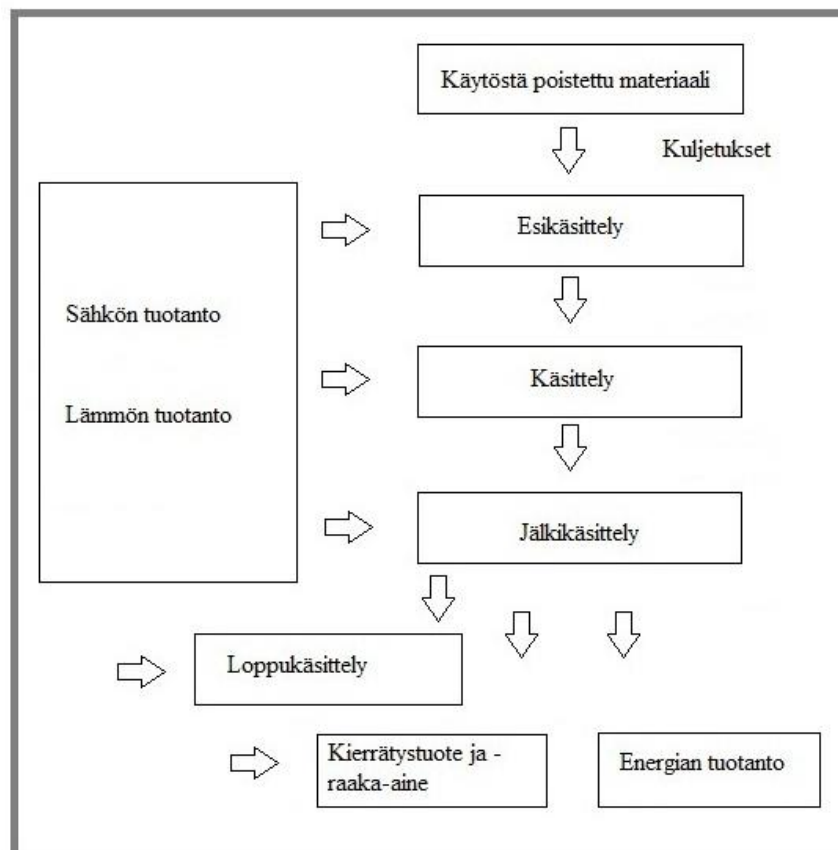 Käytöstä poistettu materiaali
Kuljetukset
Esikäsittely
Sähkön tuotanto
Käsittely
Lämmön tuotanto
Jälkikäsittely
Loppukäsittely
Kierrätystuote ja -
raaka-aine
Energian tuotanto